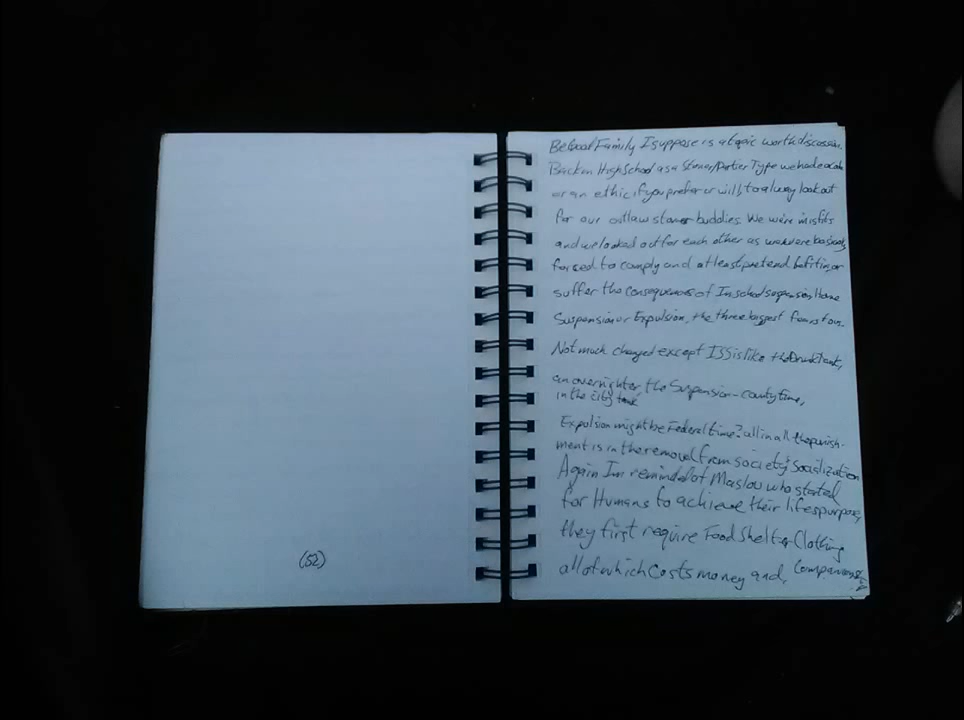 (52)
Be Good Family I suppose is a topic worth discussion.
Back in High School as a Stoner/Partier Type we had a code
or an ethic, if you prefer or will, to alway look out
for our outlaw stoner buddies. We were misfits
and we looked out for each other as we were basically
forced to comply and at least pretend befitting or
suffer the consequences of In school suspension Home
Suspension or Expulsion, the three biggest fears to us.
Not much changed except ISS is like the Drunk tank,
an overnighter, the Suspension - county time,
in the city tank
Expulsion might be Federal time? all in all the punish-
ment is in the removal from society's socialization
Again Im reminded of Maslow who stated
for Humans to achieve their lifes purpose,
they first require Food Shelter Clothing
all of which Costs money and, Companions